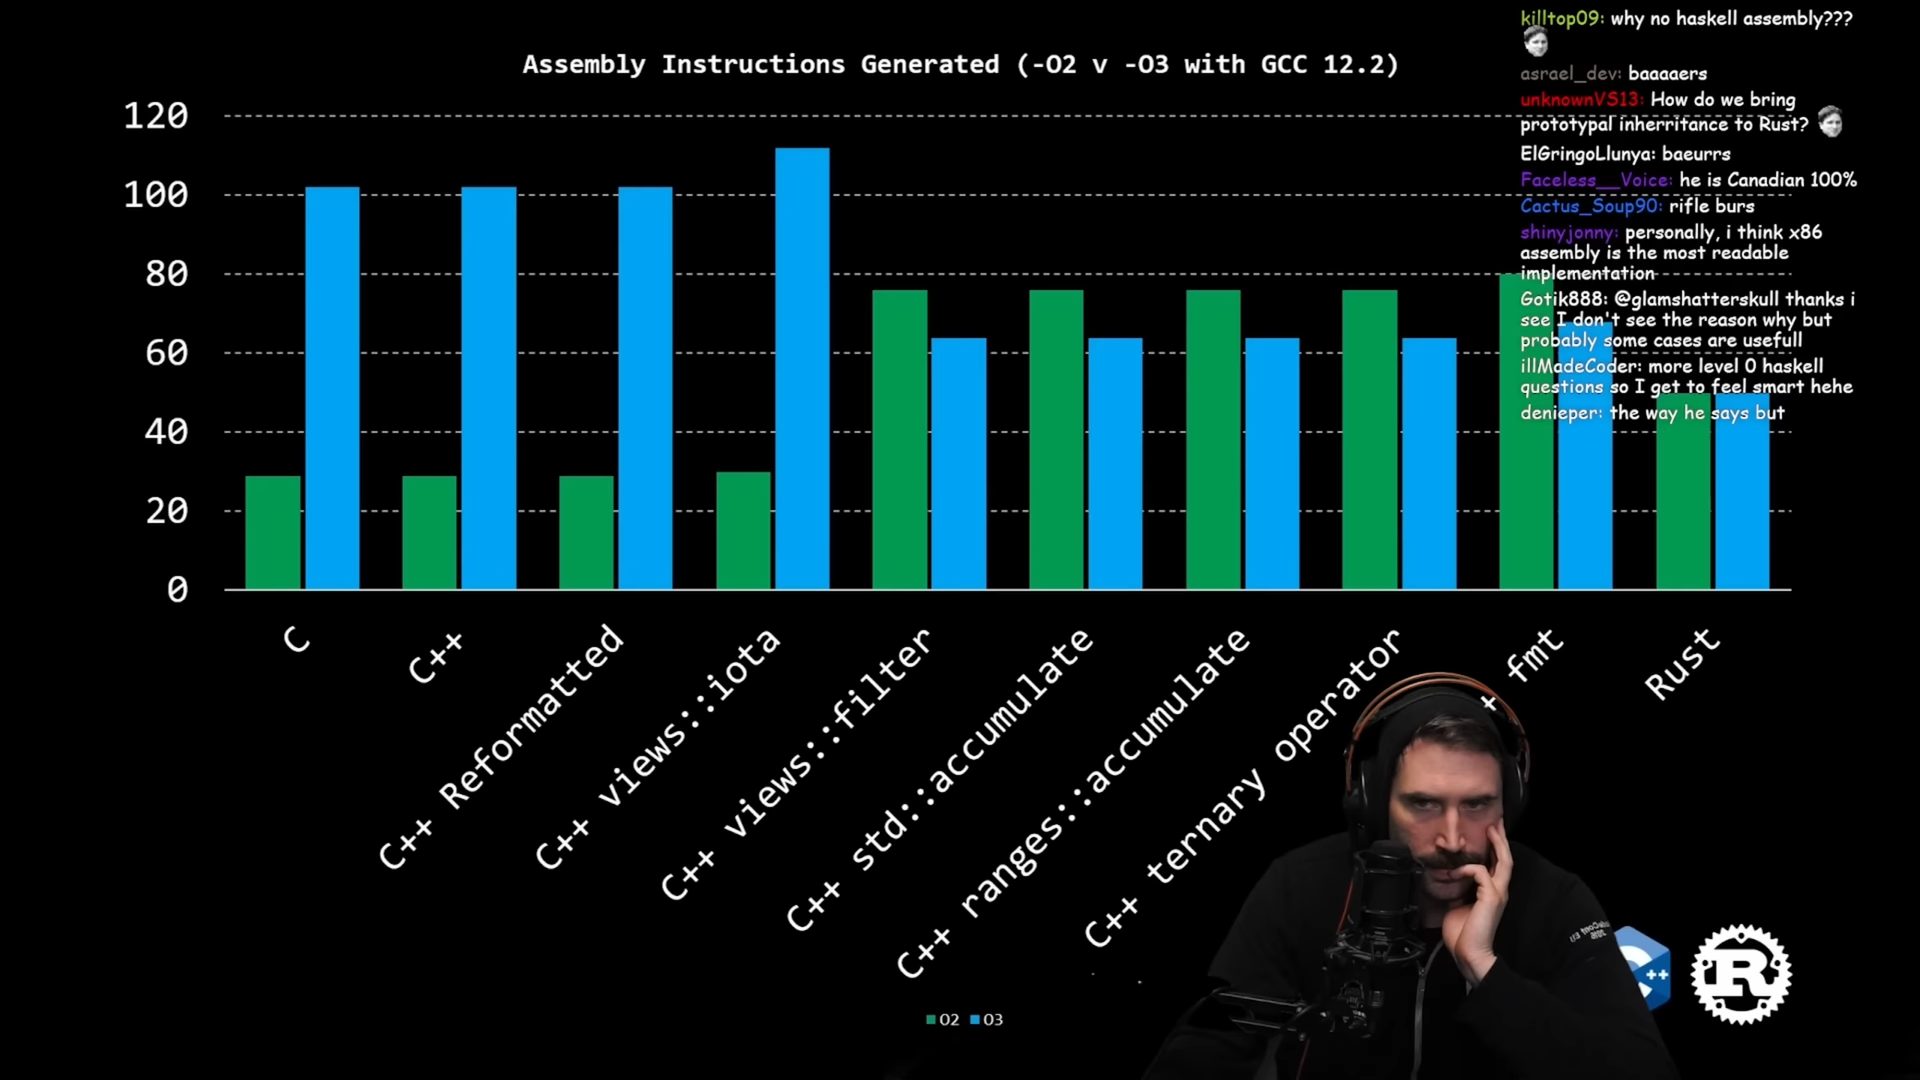 Assembly Instructions Generated (-O2 v -O3 with GCC 12.2)
120
100
80
60
40
20
0
C
C++
C++ Reformatted
C++ views::iota
C++ views::filter
C++ std::accumulate
C++ ranges::accumulate
C++ ternary operator
+ fmt
Rust
O2 O3
killtop09: why no haskell assembly???
asrael_dev: baaaaers
unknownVS13: How do we bring
prototypal inherritance to Rust?
ElGringoLlunya: baeurrs
Faceless__Voice: he is Canadian 100%
Cactus_Soup90: rifle burs
shinyjonny: personally, i think x86
assembly is the most readable
implementation
Gotik888: @glamshatterskull thanks i
see I don't see the reason why but
probably some cases are usefull
illMadeCoder: more level 0 haskell
questions so I get to feel smart hehe
denieper: the way he says but
++
R